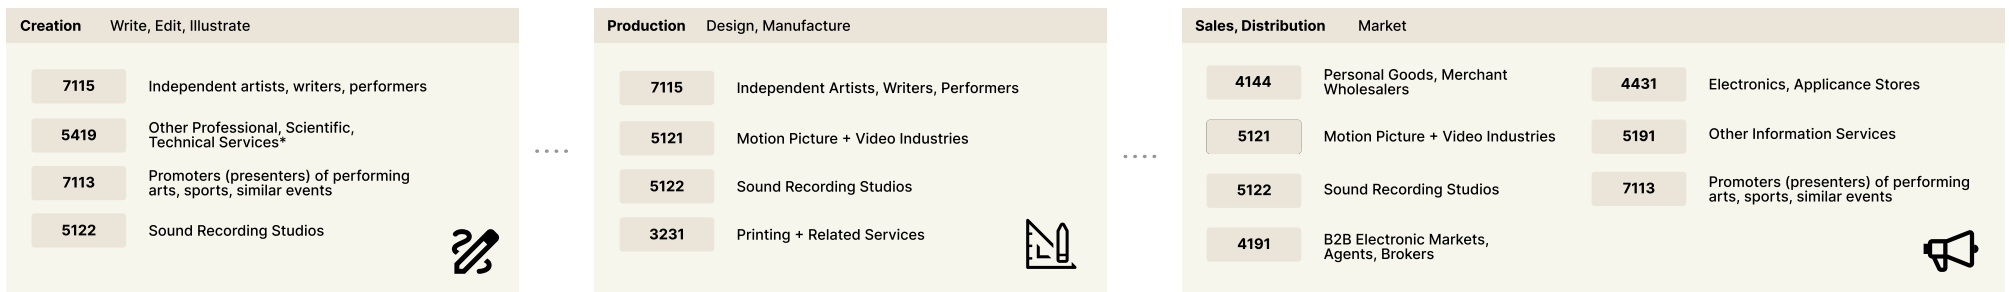 Creation Write, Edit, Illustrate
7115 Independent artists, writers, performers
5419 Other Professional, Scientific,
Technical Services*
7113 Promoters (presenters) of performing
arts, sports, similar events
5122 Sound Recording Studios
Production Design, Manufacture
7115 Independent Artists, Writers, Performers
5121 Motion Picture + Video Industries
5122 Sound Recording Studios
3231 Printing + Related Services
Sales, Distribution Market
4144 Personal Goods, Merchant
Wholesalers
5121 Motion Picture + Video Industries
5122 Sound Recording Studios
4191 B2B Electronic Markets,
Agents, Brokers
4431 Electronics, Applicance Stores
5191 Other Information Services
7113 Promoters (presenters) of performing
arts, sports, similar events